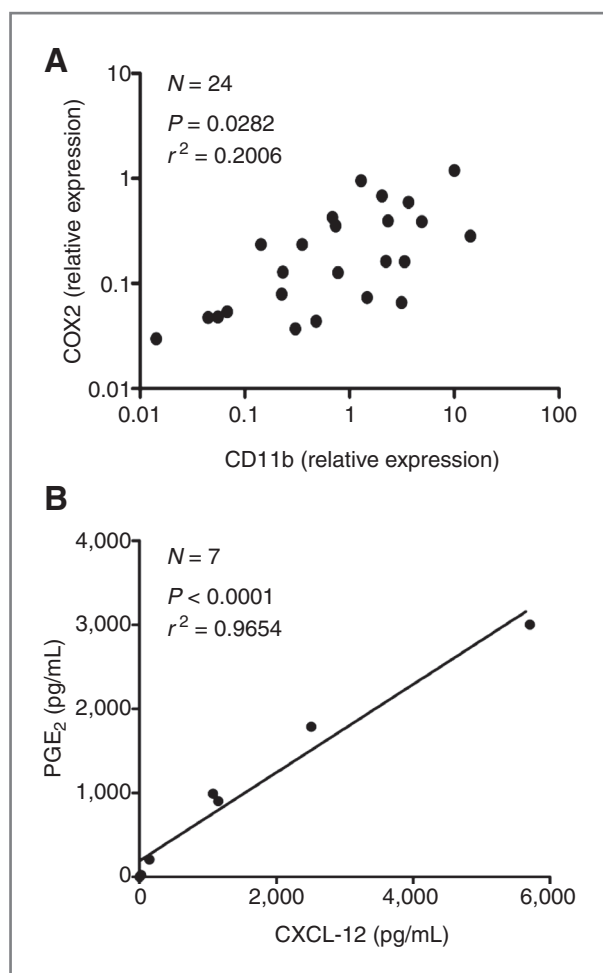 A
N = 24
P = 0.0282
r² = 0.2006
COX2 (relative expression)
10
1
0.1
0.01
0.01 0.1 1 10 100
CD11b (relative expression)
B
N = 7
P < 0.0001
r² = 0.9654
PGE₂ (pg/mL)
4,000
3,000
2,000
1,000
0
0 2,000 4,000 6,000
CXCL-12 (pg/mL)